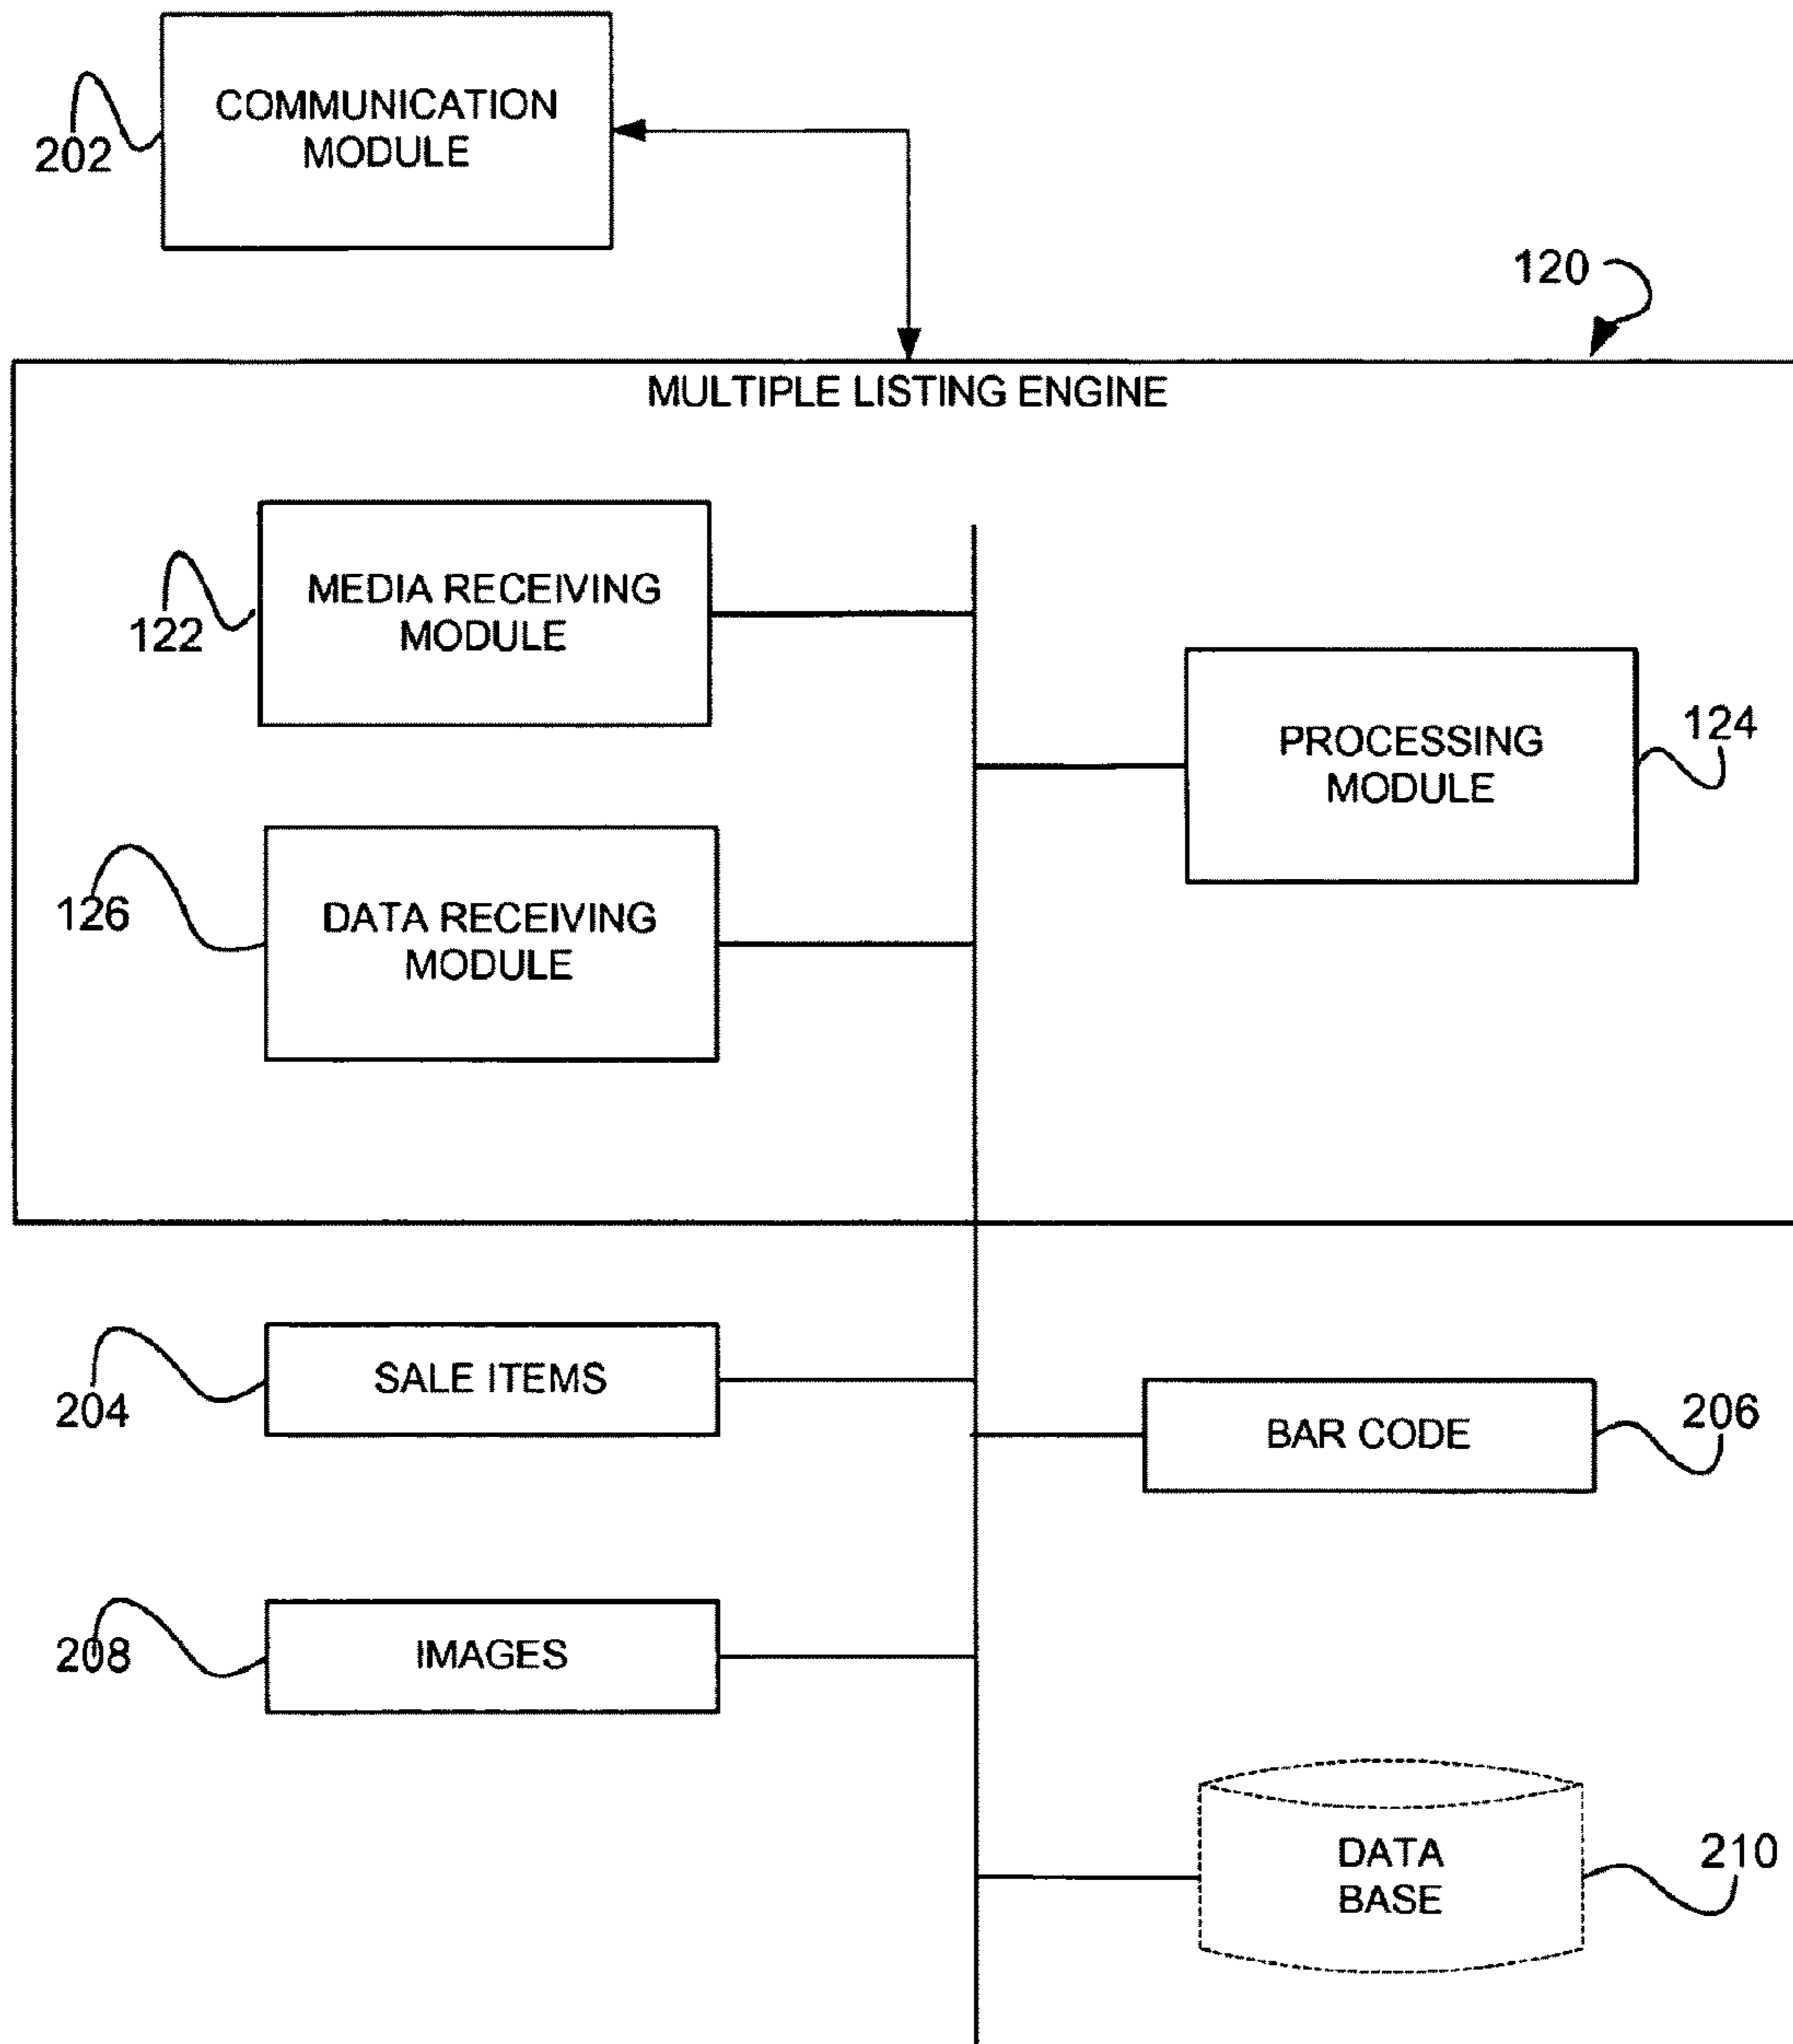 COMMUNICATION
MODULE
202
120
MULTIPLE LISTING ENGINE
MEDIA RECEIVING
MODULE
122
PROCESSING
MODULE
124
DATA RECEIVING
MODULE
126
SALE ITEMS
204
BAR CODE
206
IMAGES
208
DATA
BASE
210